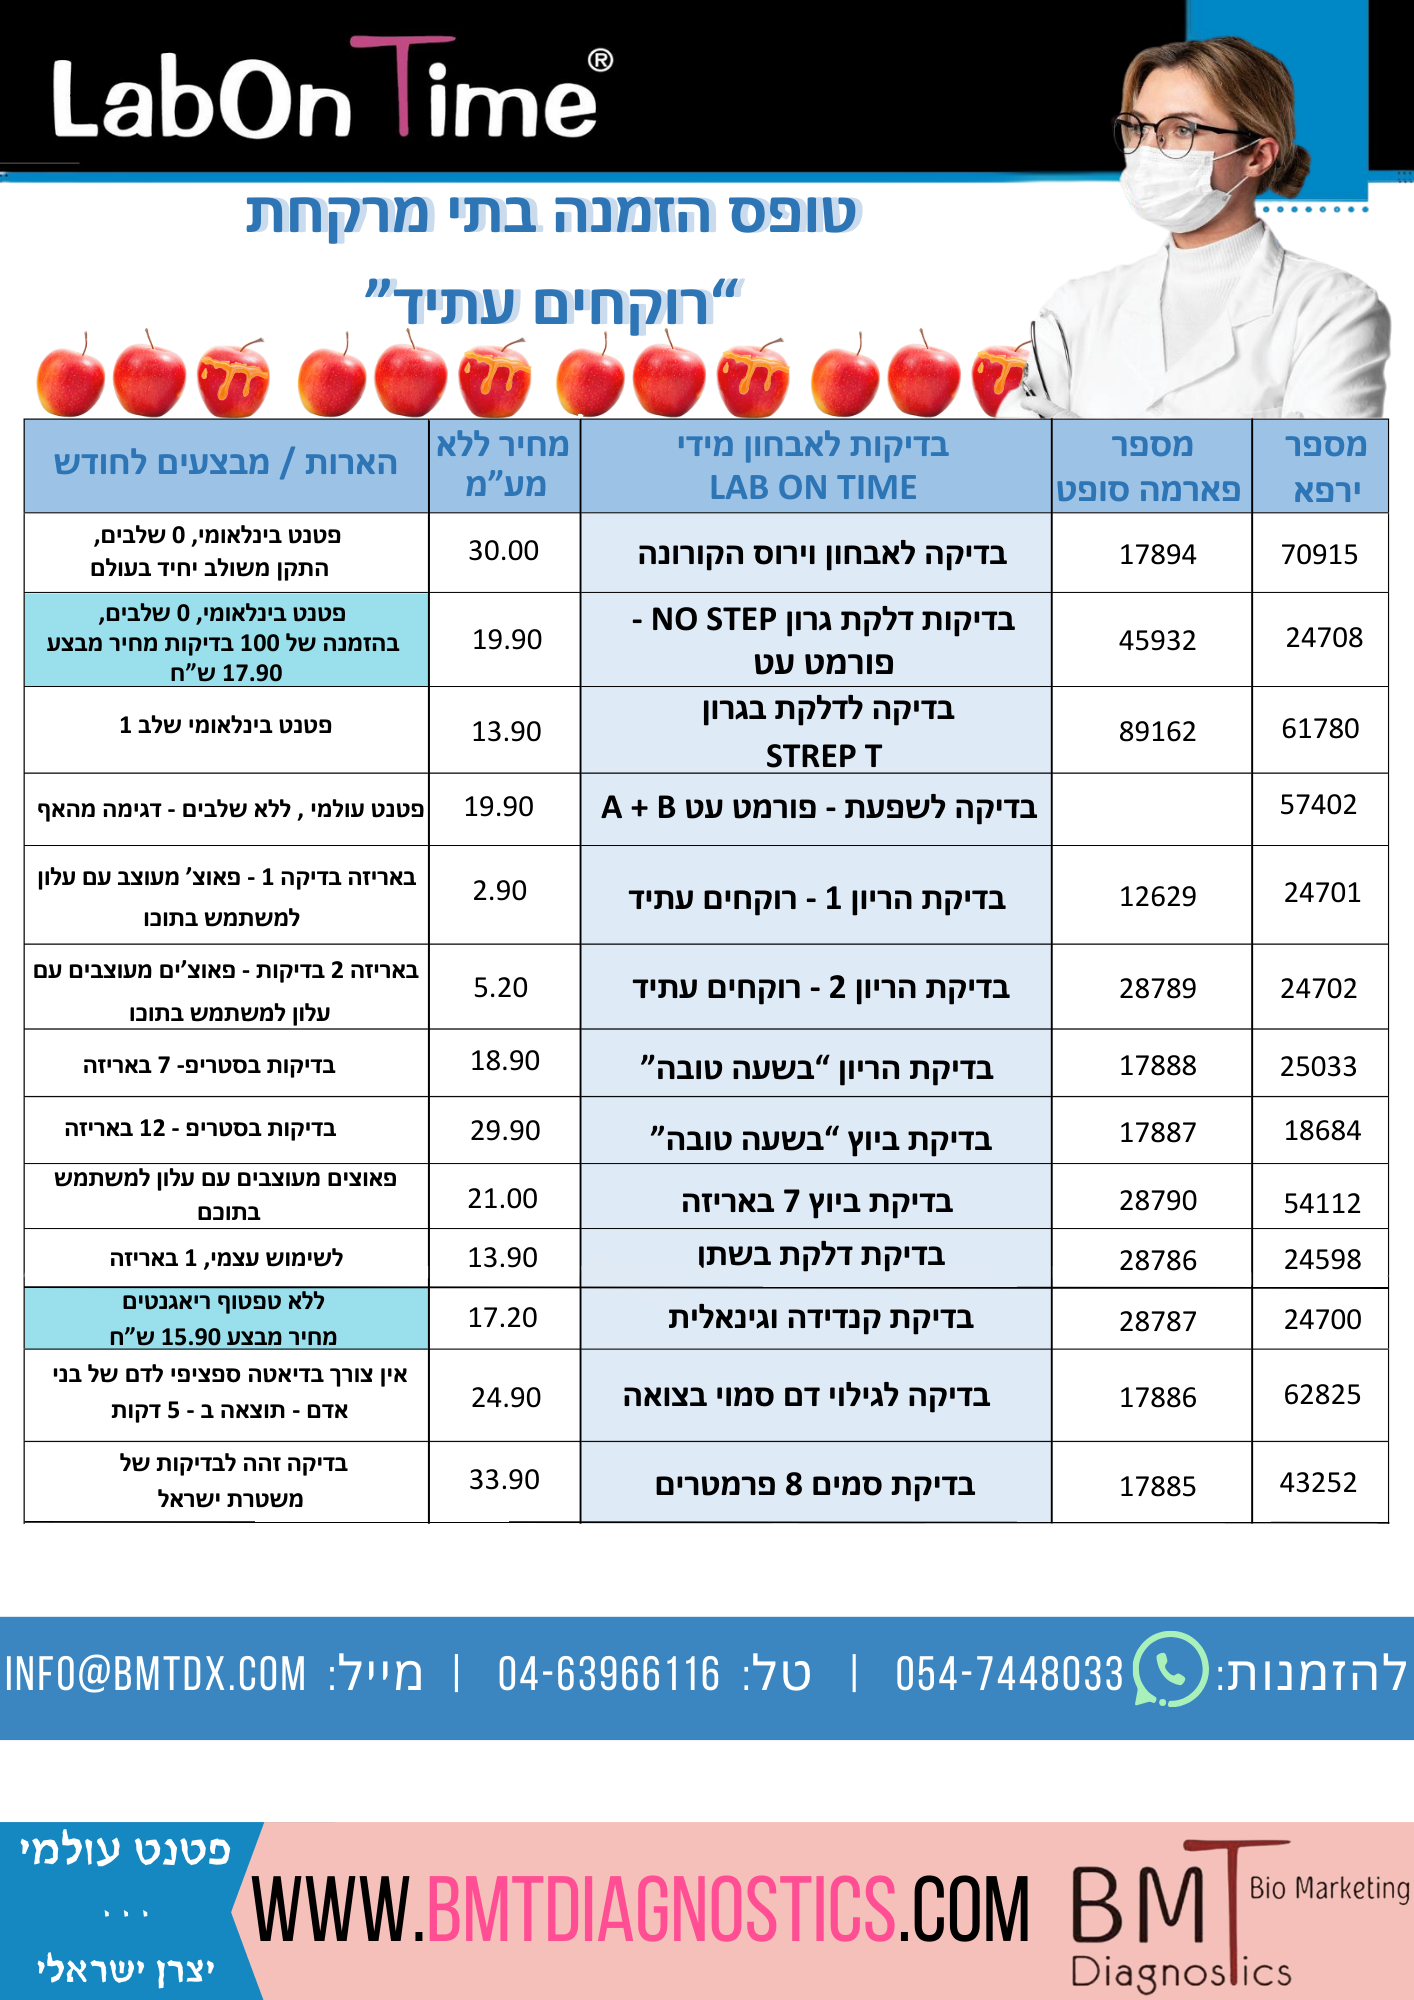 LabOnTime®
טופס הזמנה בתי מרקחת
“רוקחים עתיד”
מספר ירפא | מספר פארמה סופט | בדיקות לאבחון מידי LAB ON TIME | מחיר ללא מע”מ | הארות / מבצעים לחודש
70915 | 17894 | בדיקה לאבחון וירוס הקורונה | 30.00 | פטנט בינלאומי, 0 שלבים, התקן משולב יחיד בעולם
24708 | 45932 | בדיקות דלקת גרון NO STEP - פורמט עט | 19.90 | פטנט בינלאומי, 0 שלבים, בהזמנה של 100 בדיקות מחיר מבצע 17.90 ש”ח
61780 | 89162 | בדיקה לדלקת בגרון STREP T | 13.90 | פטנט בינלאומי שלב 1
57402 | בדיקה לשפעת - פורמט עט A + B | 19.90 | פטנט עולמי , ללא שלבים - דגימה מהאף
24701 | 12629 | בדיקת הריון 1 - רוקחים עתיד | 2.90 | באריזה בדיקה 1 - פאוצ’ מעוצב עם עלון למשתמש בתוכו
24702 | 28789 | בדיקת הריון 2 - רוקחים עתיד | 5.20 | באריזה 2 בדיקות - פאוצ’ים מעוצבים עם עלון למשתמש בתוכו
25033 | 17888 | בדיקת הריון “בשעה טובה” | 18.90 | בדיקות בסטריפ- 7 באריזה
18684 | 17887 | בדיקת ביוץ “בשעה טובה” | 29.90 | בדיקות בסטריפ - 12 באריזה
54112 | 28790 | בדיקת ביוץ 7 באריזה | 21.00 | פאוצים מעוצבים עם עלון למשתמש בתוכם
24598 | 28786 | בדיקת דלקת בשתן | 13.90 | לשימוש עצמי, 1 באריזה
24700 | 28787 | בדיקת קנדידה וגינאלית | 17.20 | ללא טפטוף ריאגנטים מחיר מבצע 15.90 ש”ח
62825 | 17886 | בדיקה לגילוי דם סמוי בצואה | 24.90 | אין צורך בדיאטה ספציפי לדם של בני אדם - תוצאה ב - 5 דקות
43252 | 17885 | בדיקת סמים 8 פרמטרים | 33.90 | בדיקה זהה לבדיקות של משטרת ישראל
להזמנות: 054-7448033 | טל: 04-63966116 | מייל: INFO@BMTDX.COM
פטנט עולמי
...
יצרן ישראלי
WWW.BMTDIAGNOSTICS.COM
BMT Bio Marketing
Diagnostics